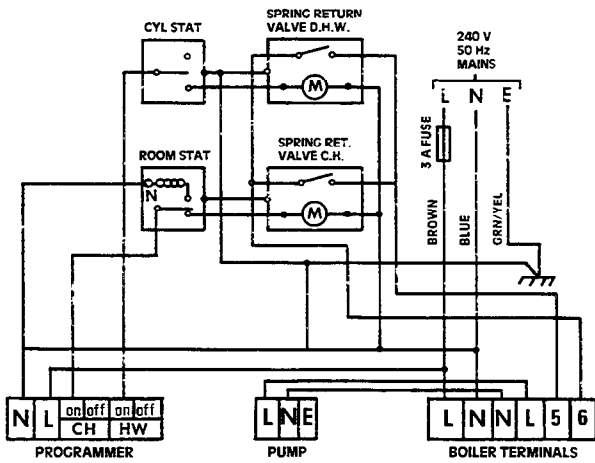 CYL STAT
SPRING RETURN
VALVE D.H.W.
M
240 V
50 Hz
MAINS
L N E
3 A FUSE
ROOM STAT
N
SPRING RET.
VALVE C.H.
M
BROWN
BLUE
GRN/YEL
N L on off on off
CH HW
PROGRAMMER
L N E
PUMP
L N N L 5 6
BOILER TERMINALS